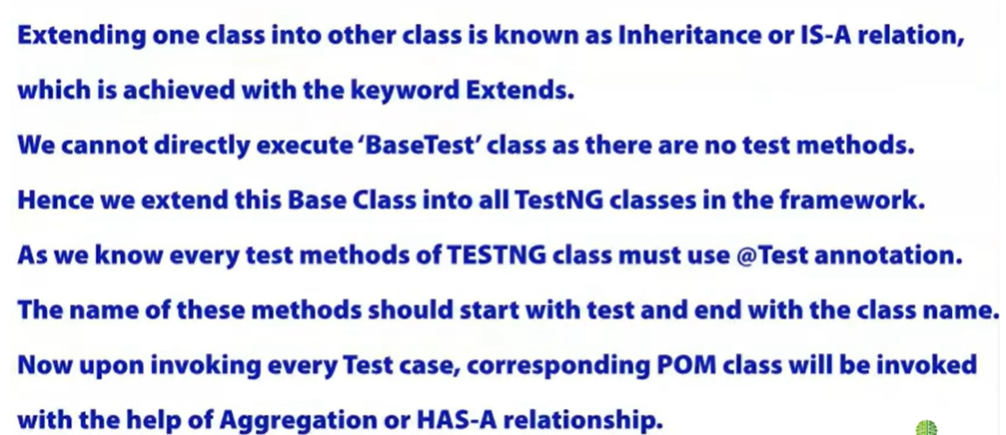 Extending one class into other class is known as Inheritance or IS-A relation,
which is achieved with the keyword Extends.
We cannot directly execute ‘BaseTest’ class as there are no test methods.
Hence we extend this Base Class into all TestNG classes in the framework.
As we know every test methods of TESTNG class must use @Test annotation.
The name of these methods should start with test and end with the class name.
Now upon invoking every Test case, corresponding POM class will be invoked
with the help of Aggregation or HAS-A relationship.